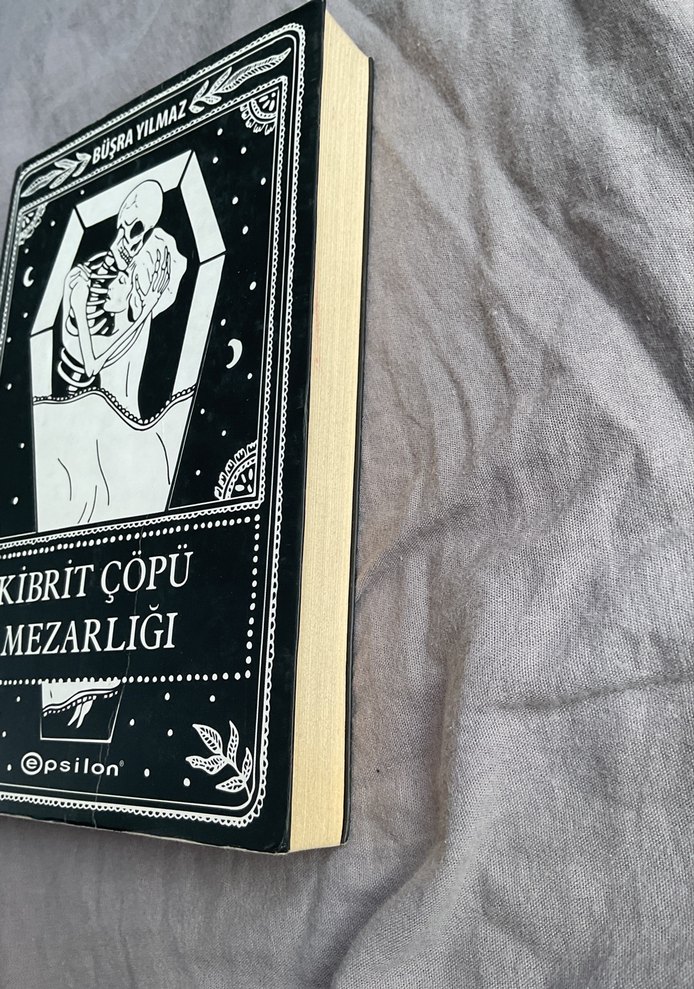 BÜŞRA YILMAZ
KİBRİT ÇÖPÜ
MEZARLIĞI
epsilon